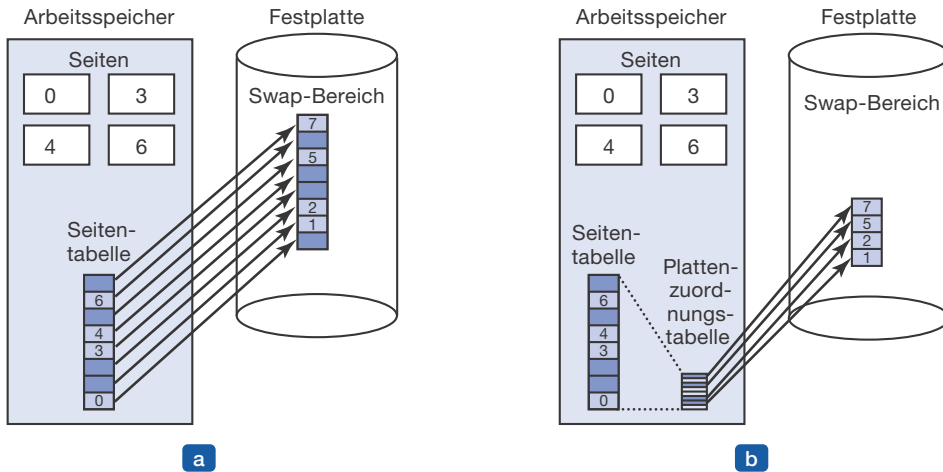 Arbeitsspeicher
Festplatte
Seiten
0
3
4
6
Swap-Bereich
7
5
2
1
Seiten-
tabelle
6
4
3
0
a
Arbeitsspeicher
Festplatte
Seiten
0
3
4
6
Swap-Bereich
7
5
2
1
Seiten-
tabelle
6
4
3
0
Platten-
zuord-
nungs-
tabelle
b